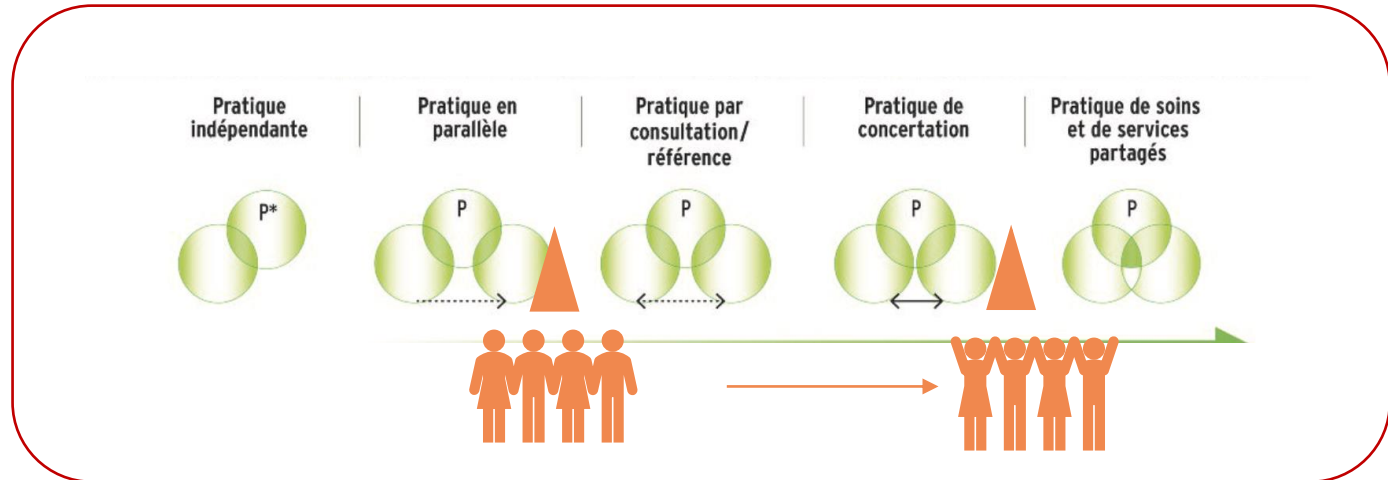 Pratique
indépendante
Pratique en
parallèle
Pratique par
consultation/
référence
Pratique de
concertation
Pratique de soins
et de services
partagés
P*
P
P
P
P